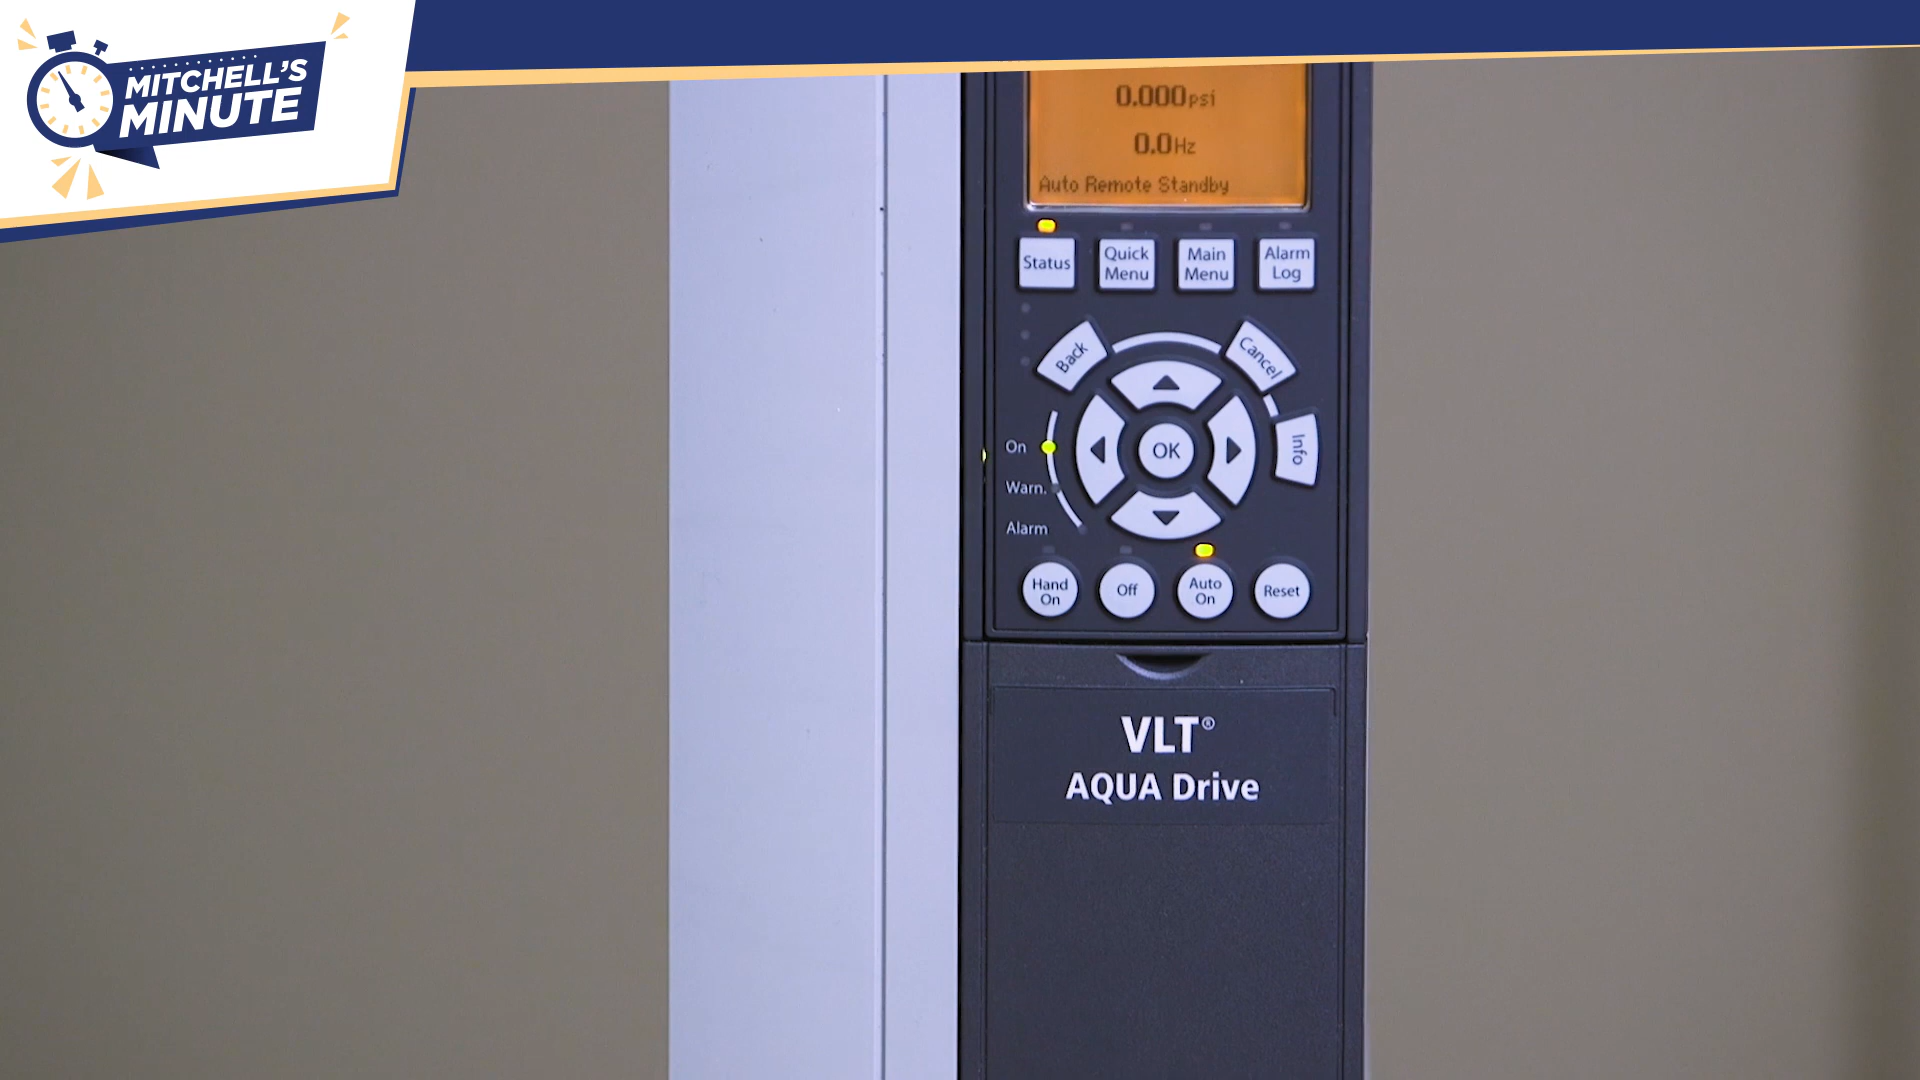 MITCHELL'S
MINUTE
0.000psi
0.0Hz
Auto Remote Standby
Status
Quick
Menu
Main
Menu
Alarm
Log
Back
Cancel
Info
OK
On
Warn.
Alarm
Hand
On
Off
Auto
On
Reset
VLT®
AQUA Drive